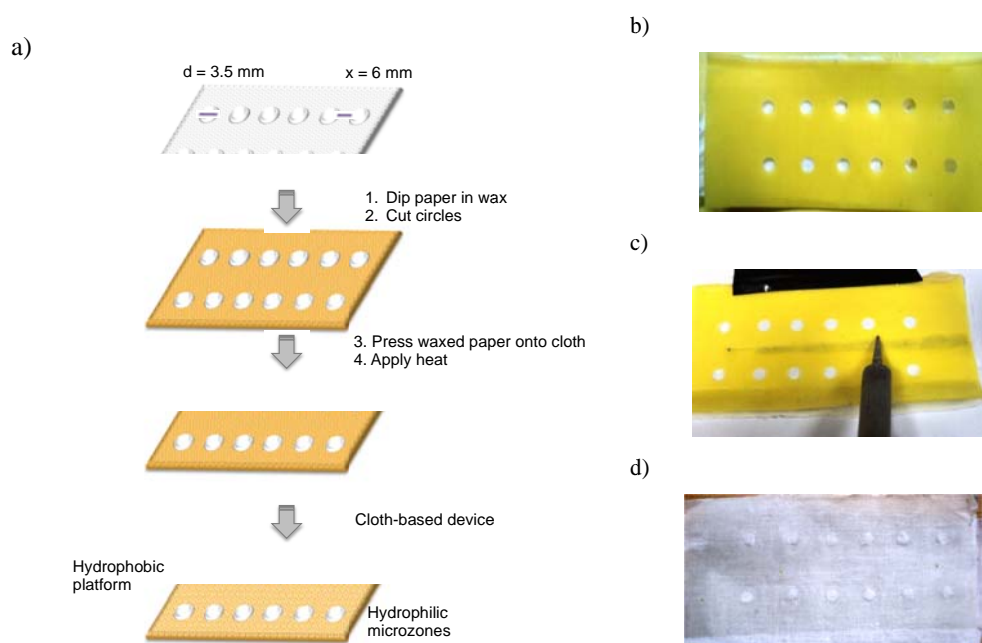 a)
d = 3.5 mm
x = 6 mm
1. Dip paper in wax
2. Cut circles
3. Press waxed paper onto cloth
4. Apply heat
Cloth-based device
Hydrophobic
platform
Hydrophilic
microzones
b)
c)
d)